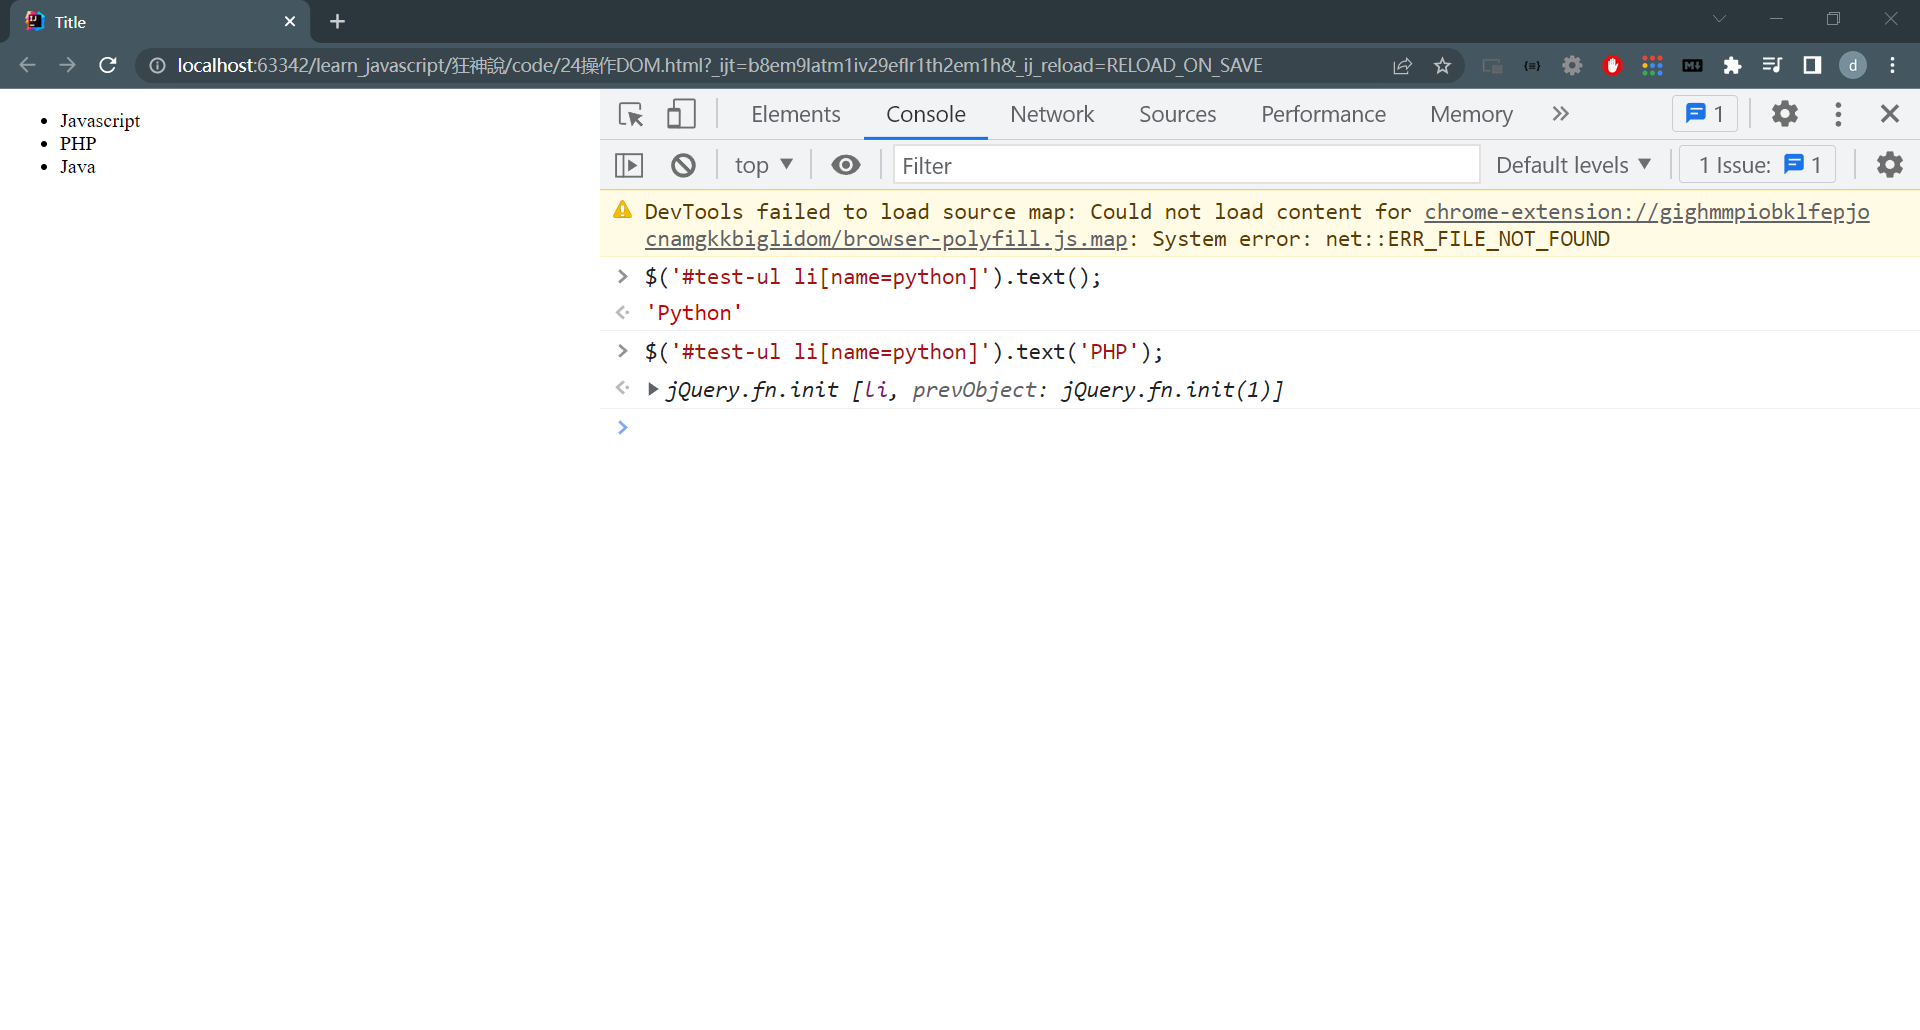 Title
localhost:63342/learn_javascript/狂神說/code/24操作DOM.html?_ijt=b8em9latm1iv29eflr1th2em1h&_ij_reload=RELOAD_ON_SAVE
d
Javascript
PHP
Java
Elements Console Network Sources Performance Memory 1
top Filter Default levels 1 Issue: 1
DevTools failed to load source map: Could not load content for chrome-extension://gighmmpiobklfepjo
cnamgkkbiglidom/browser-polyfill.js.map: System error: net::ERR_FILE_NOT_FOUND
$('#test-ul li[name=python]').text();
'Python'
$('#test-ul li[name=python]').text('PHP');
jQuery.fn.init [li, prevObject: jQuery.fn.init(1)]